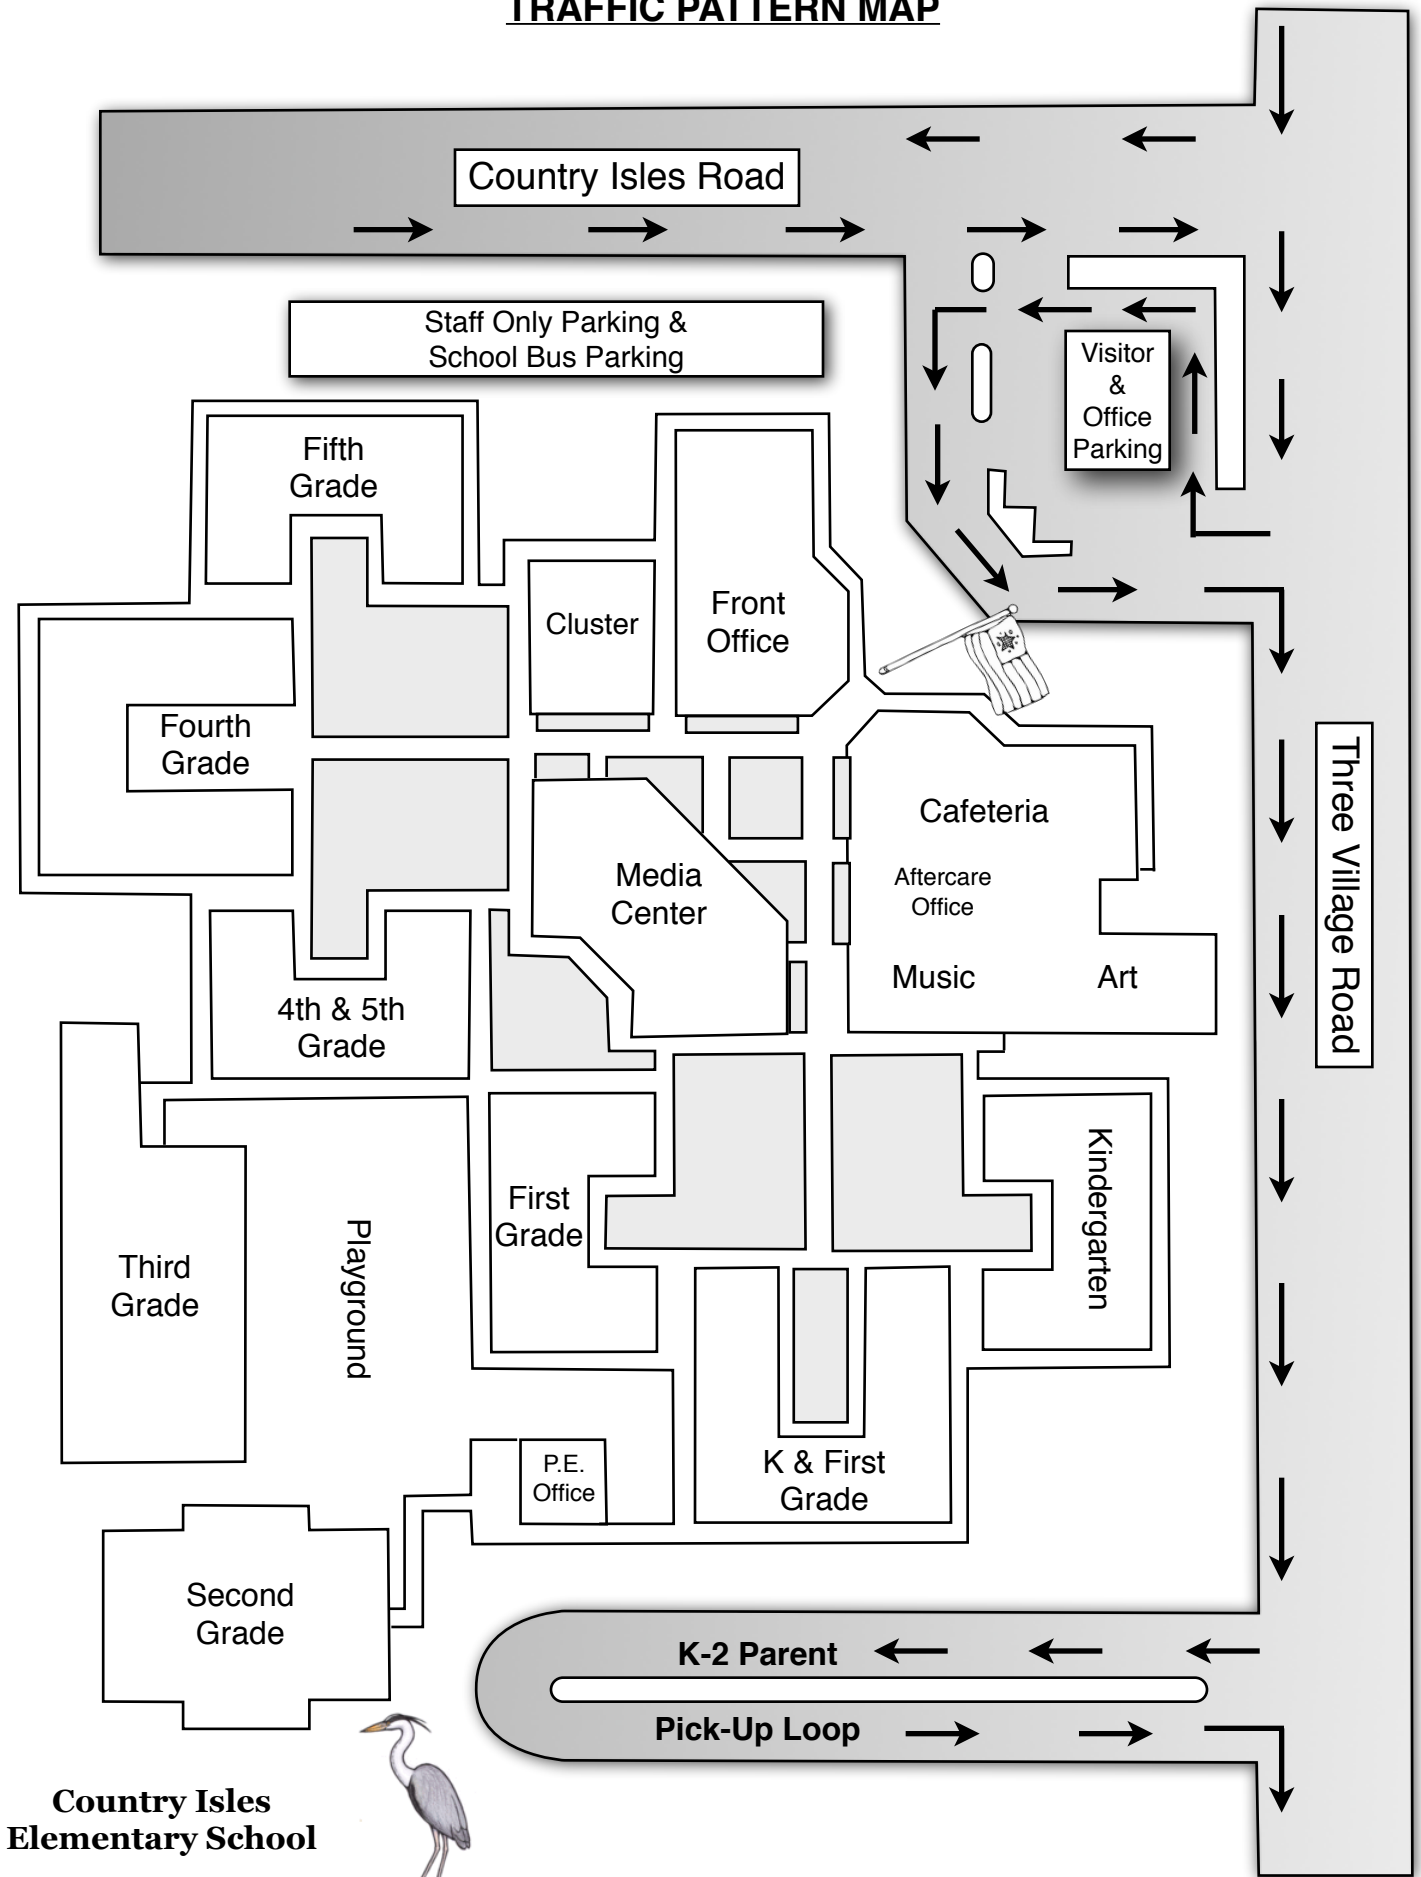 TRAFFIC PATTERN MAP
Country Isles Road
Staff Only Parking &
School Bus Parking
Visitor
&
Office
Parking
Fifth
Grade
Cluster
Front
Office
Fourth
Grade
Three Village Road
Cafeteria
Media
Center
Aftercare
Office
Music
Art
4th & 5th
Grade
Kindergarten
First
Grade
Playground
Third
Grade
P.E.
Office
K & First
Grade
Second
Grade
K-2 Parent
Pick-Up Loop
Country Isles
Elementary School